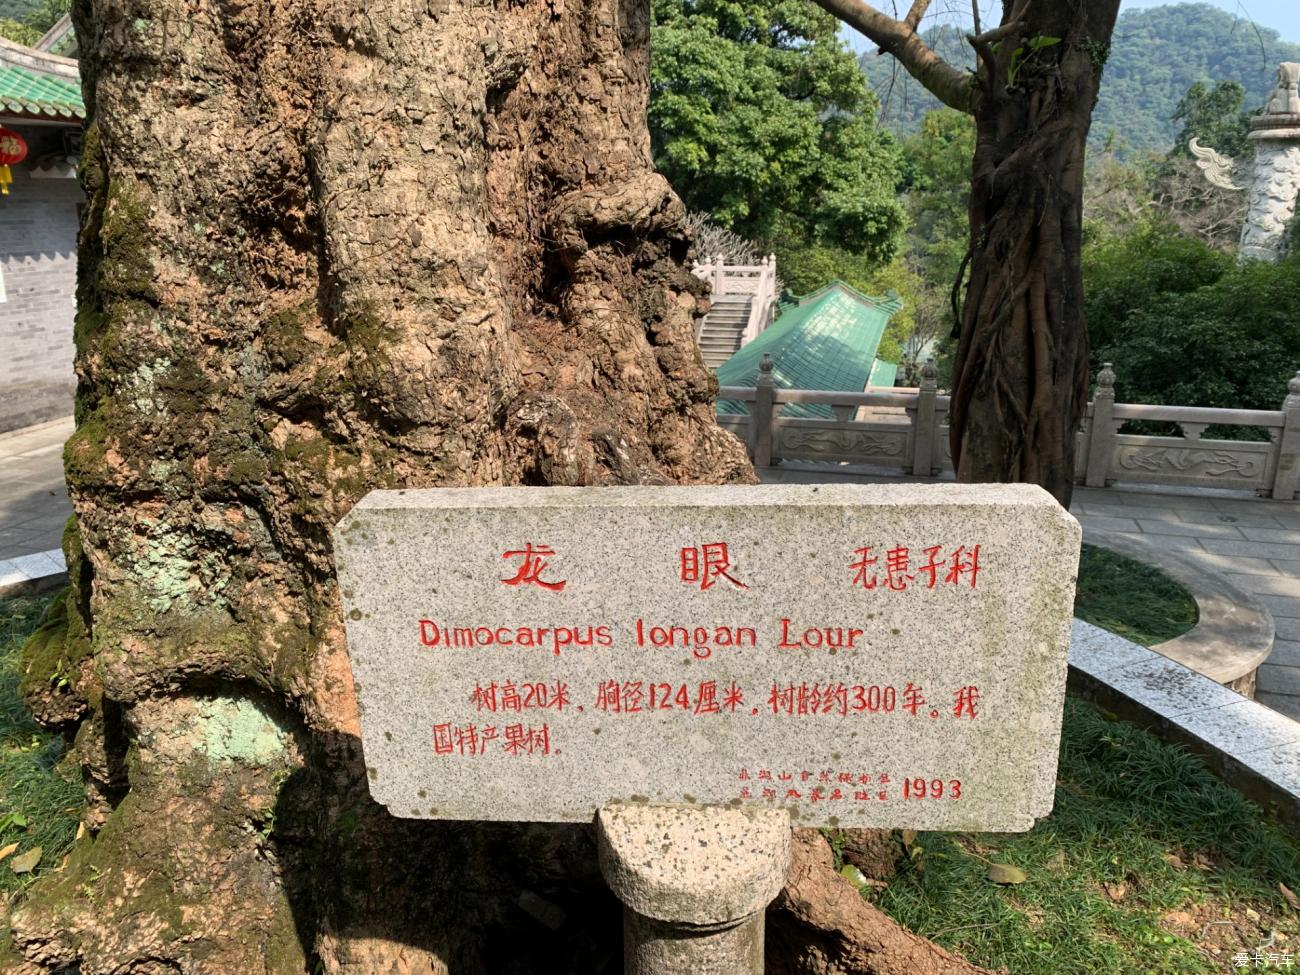 龙 眼 无患子科
Dimocarpus longan Lour
树高20米，胸径124厘米，树龄约300年。我
国特产果树。
1993
福
爱卡汽车